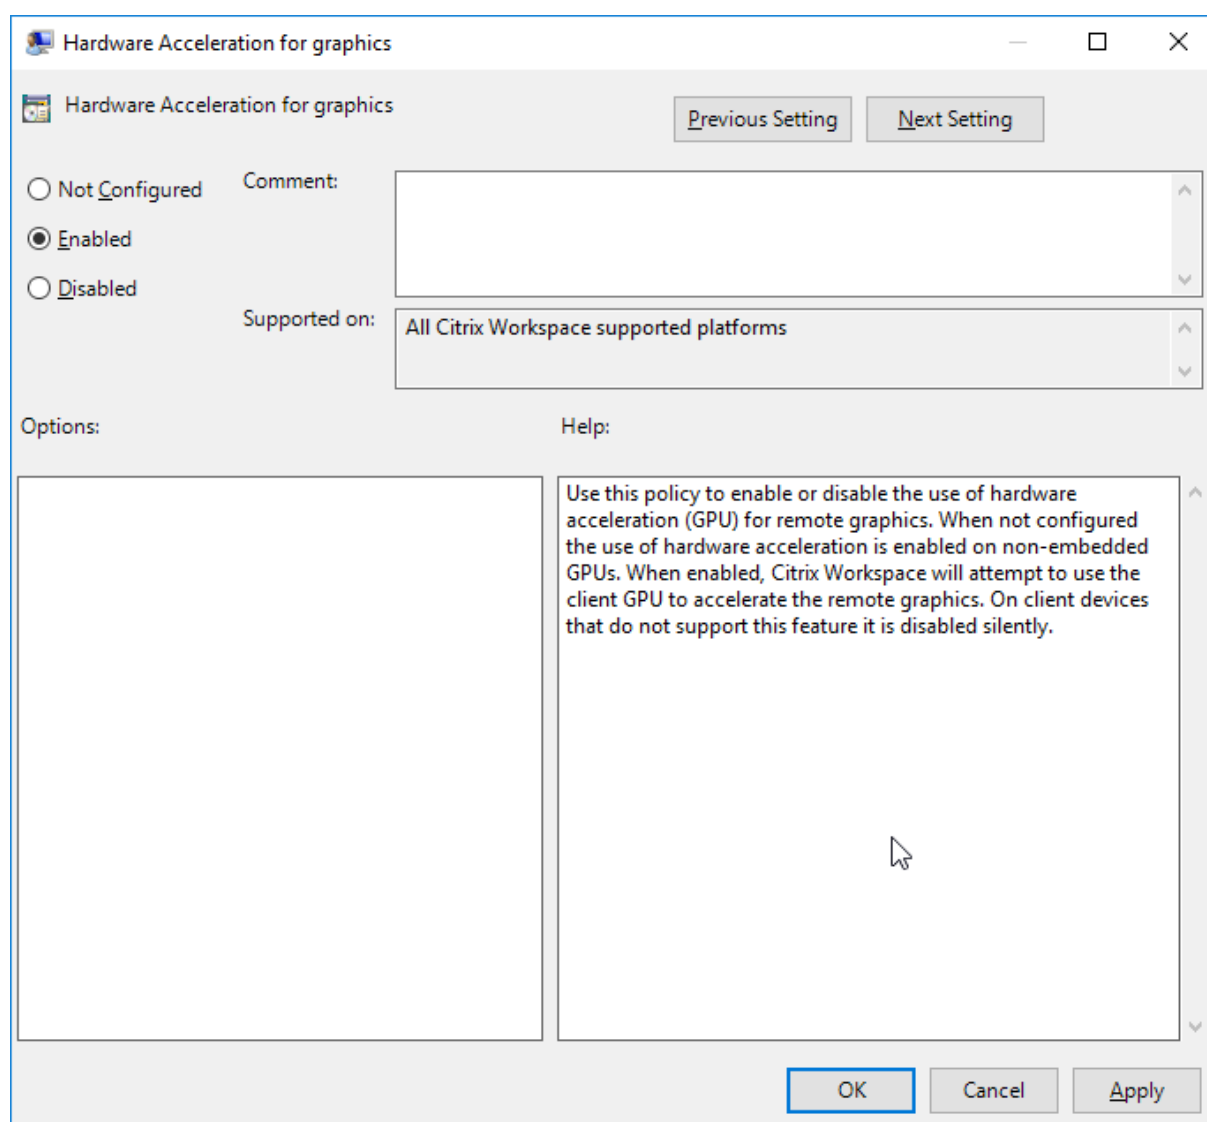 Hardware Acceleration for graphics
Hardware Acceleration for graphics
Previous Setting
Next Setting
Not Configured
Comment:
Enabled
Disabled
Supported on:
All Citrix Workspace supported platforms
Options:
Help:
Use this policy to enable or disable the use of hardware
acceleration (GPU) for remote graphics. When not configured
the use of hardware acceleration is enabled on non-embedded
GPUs. When enabled, Citrix Workspace will attempt to use the
client GPU to accelerate the remote graphics. On client devices
that do not support this feature it is disabled silently.
OK
Cancel
Apply